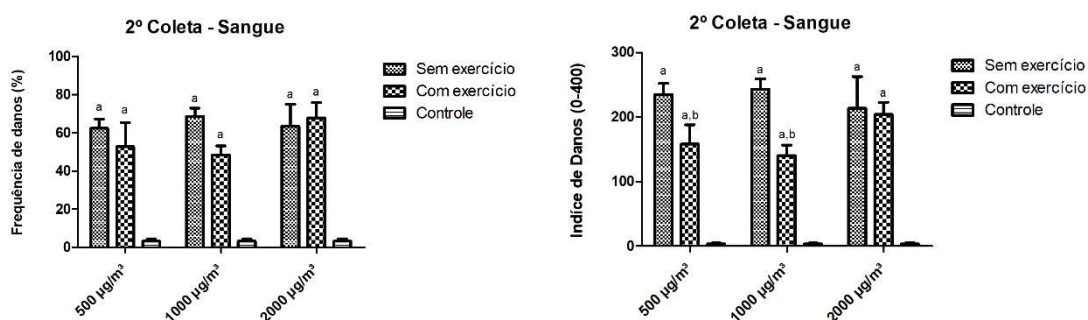 2º Coleta - Sangue
Frequência de danos (%)
100
80
60
40
20
0
a
a
a
a
a
a
500 µg/m³
1000 µg/m³
2000 µg/m³
Sem exercício
Com exercício
Controle
2º Coleta - Sangue
Indíce de Danos (0-400)
300
200
100
0
a
a,b
a
a,b
a
a
500 µg/m³
1000 µg/m³
2000 µg/m³
Sem exercício
Com exercício
Controle